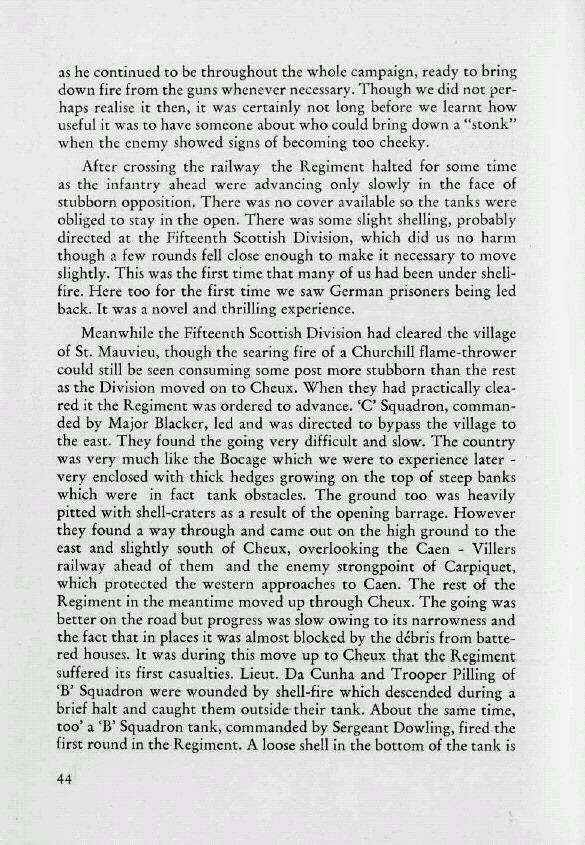 as he continued to be throughout the whole campaign, ready to bring
down fire from the guns whenever necessary. Though we did not per-
haps realise it then, it was certainly not long before we learnt how
useful it was to have someone about who could bring down a “stonk”
when the enemy showed signs of becoming too cheeky.
After crossing the railway the Regiment halted for some time
as the infantry ahead were advancing only slowly in the face of
stubborn opposition. There was no cover available so the tanks were
obliged to stay in the open. There was some slight shelling, probably
directed at the Fifteenth Scottish Division, which did us no harm
though a few rounds fell close enough to make it necessary to move
slightly. This was the first time that many of us had been under shell-
fire. Here too for the first time we saw German prisoners being led
back. It was a novel and thrilling experience.
Meanwhile the Fifteenth Scottish Division had cleared the village
of St. Mauvieu, though the searing fire of a Churchill flame-thrower
could still be seen consuming some post more stubborn than the rest
as the Division moved on to Cheux. When they had practically clea-
red it the Regiment was ordered to advance. ‘C’ Squadron, comman-
ded by Major Blacker, led and was directed to bypass the village to
the east. They found the going very difficult and slow. The country
was very much like the Bocage which we were to experience later -
very enclosed with thick hedges growing on the top of steep banks
which were in fact tank obstacles. The ground too was heavily
pitted with shell-craters as a result of the opening barrage. However
they found a way through and came out on the high ground to the
east and slightly south of Cheux, overlooking the Caen - Villers
railway ahead of them and the enemy strongpoint of Carpiquet,
which protected the western approaches to Caen. The rest of the
Regiment in the meantime moved up through Cheux. The going was
better on the road but progress was slow owing to its narrowness and
the fact that in places it was almost blocked by the débris from batte-
red houses. It was during this move up to Cheux that the Regiment
suffered its first casualties. Lieut. Da Cunha and Trooper Pilling of
‘B’ Squadron were wounded by shell-fire which descended during a
brief halt and caught them outside their tank. About the same time,
too’ a ‘B’ Squadron tank, commanded by Sergeant Dowling, fired the
first round in the Regiment. A loose shell in the bottom of the tank is
44